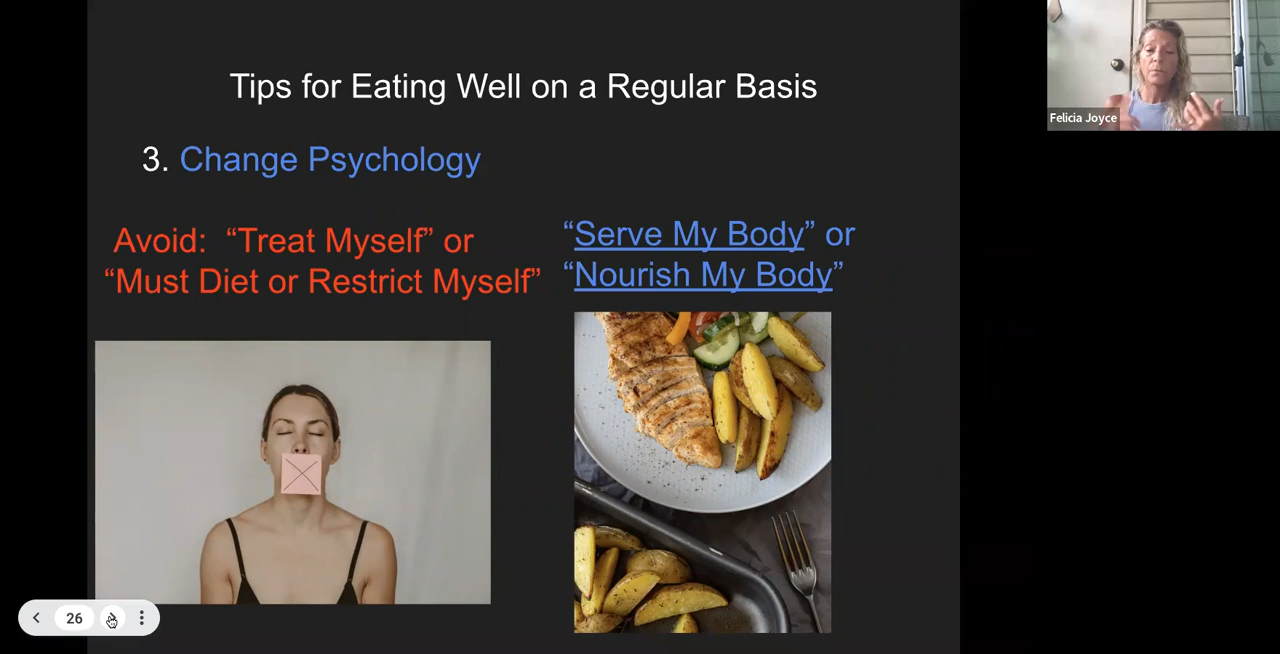 Tips for Eating Well on a Regular Basis
3. Change Psychology
Avoid: “Treat Myself” or
“Must Diet or Restrict Myself”
“Serve My Body” or
“Nourish My Body”
Felicia Joyce
26